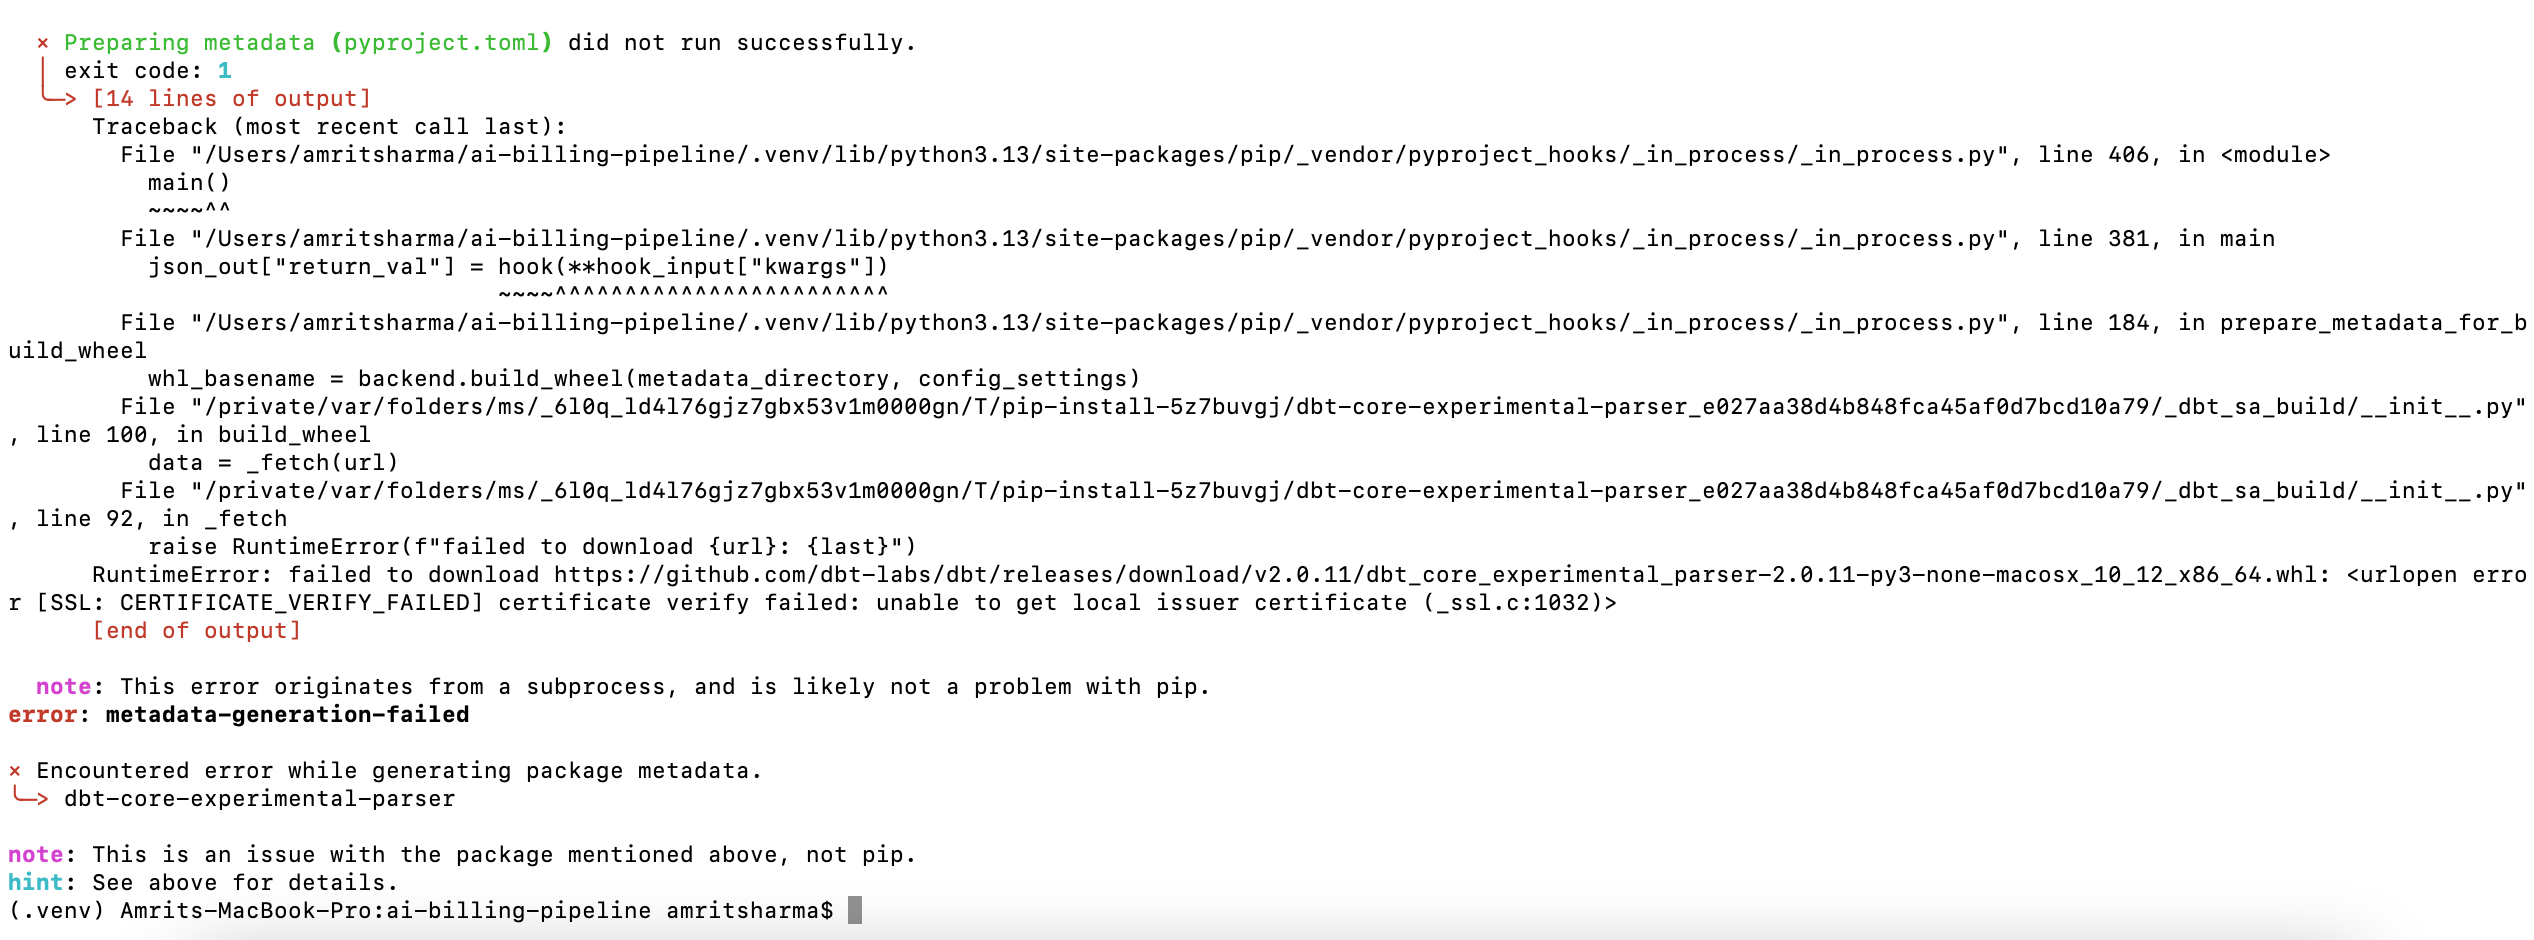 × Preparing metadata (pyproject.toml) did not run successfully.
│ exit code: 1
╰─> [14 lines of output]
Traceback (most recent call last):
File "/Users/amritsharma/ai-billing-pipeline/.venv/lib/python3.13/site-packages/pip/_vendor/pyproject_hooks/_in_process/_in_process.py", line 406, in <module>
main()
~~~~^^
File "/Users/amritsharma/ai-billing-pipeline/.venv/lib/python3.13/site-packages/pip/_vendor/pyproject_hooks/_in_process/_in_process.py", line 381, in main
json_out["return_val"] = hook(**hook_input["kwargs"])
~~~~^^^^^^^^^^^^^^^^^^^^^^^^
File "/Users/amritsharma/ai-billing-pipeline/.venv/lib/python3.13/site-packages/pip/_vendor/pyproject_hooks/_in_process/_in_process.py", line 184, in prepare_metadata_for_b
uild_wheel
whl_basename = backend.build_wheel(metadata_directory, config_settings)
File "/private/var/folders/ms/_6l0q_ld4l76gjz7gbx53v1m0000gn/T/pip-install-5z7buvgj/dbt-core-experimental-parser_e027aa38d4b848fca45af0d7bcd10a79/_dbt_sa_build/__init__.py"
, line 100, in build_wheel
data = _fetch(url)
File "/private/var/folders/ms/_6l0q_ld4l76gjz7gbx53v1m0000gn/T/pip-install-5z7buvgj/dbt-core-experimental-parser_e027aa38d4b848fca45af0d7bcd10a79/_dbt_sa_build/__init__.py"
, line 92, in _fetch
raise RuntimeError(f"failed to download {url}: {last}")
RuntimeError: failed to download https://github.com/dbt-labs/dbt/releases/download/v2.0.11/dbt_core_experimental_parser-2.0.11-py3-none-macosx_10_12_x86_64.whl: <urlopen erro
r [SSL: CERTIFICATE_VERIFY_FAILED] certificate verify failed: unable to get local issuer certificate (_ssl.c:1032)>
[end of output]
note: This error originates from a subprocess, and is likely not a problem with pip.
error: metadata-generation-failed
× Encountered error while generating package metadata.
╰─> dbt-core-experimental-parser
note: This is an issue with the package mentioned above, not pip.
hint: See above for details.
(.venv) Amrits-MacBook-Pro:ai-billing-pipeline amritsharma$